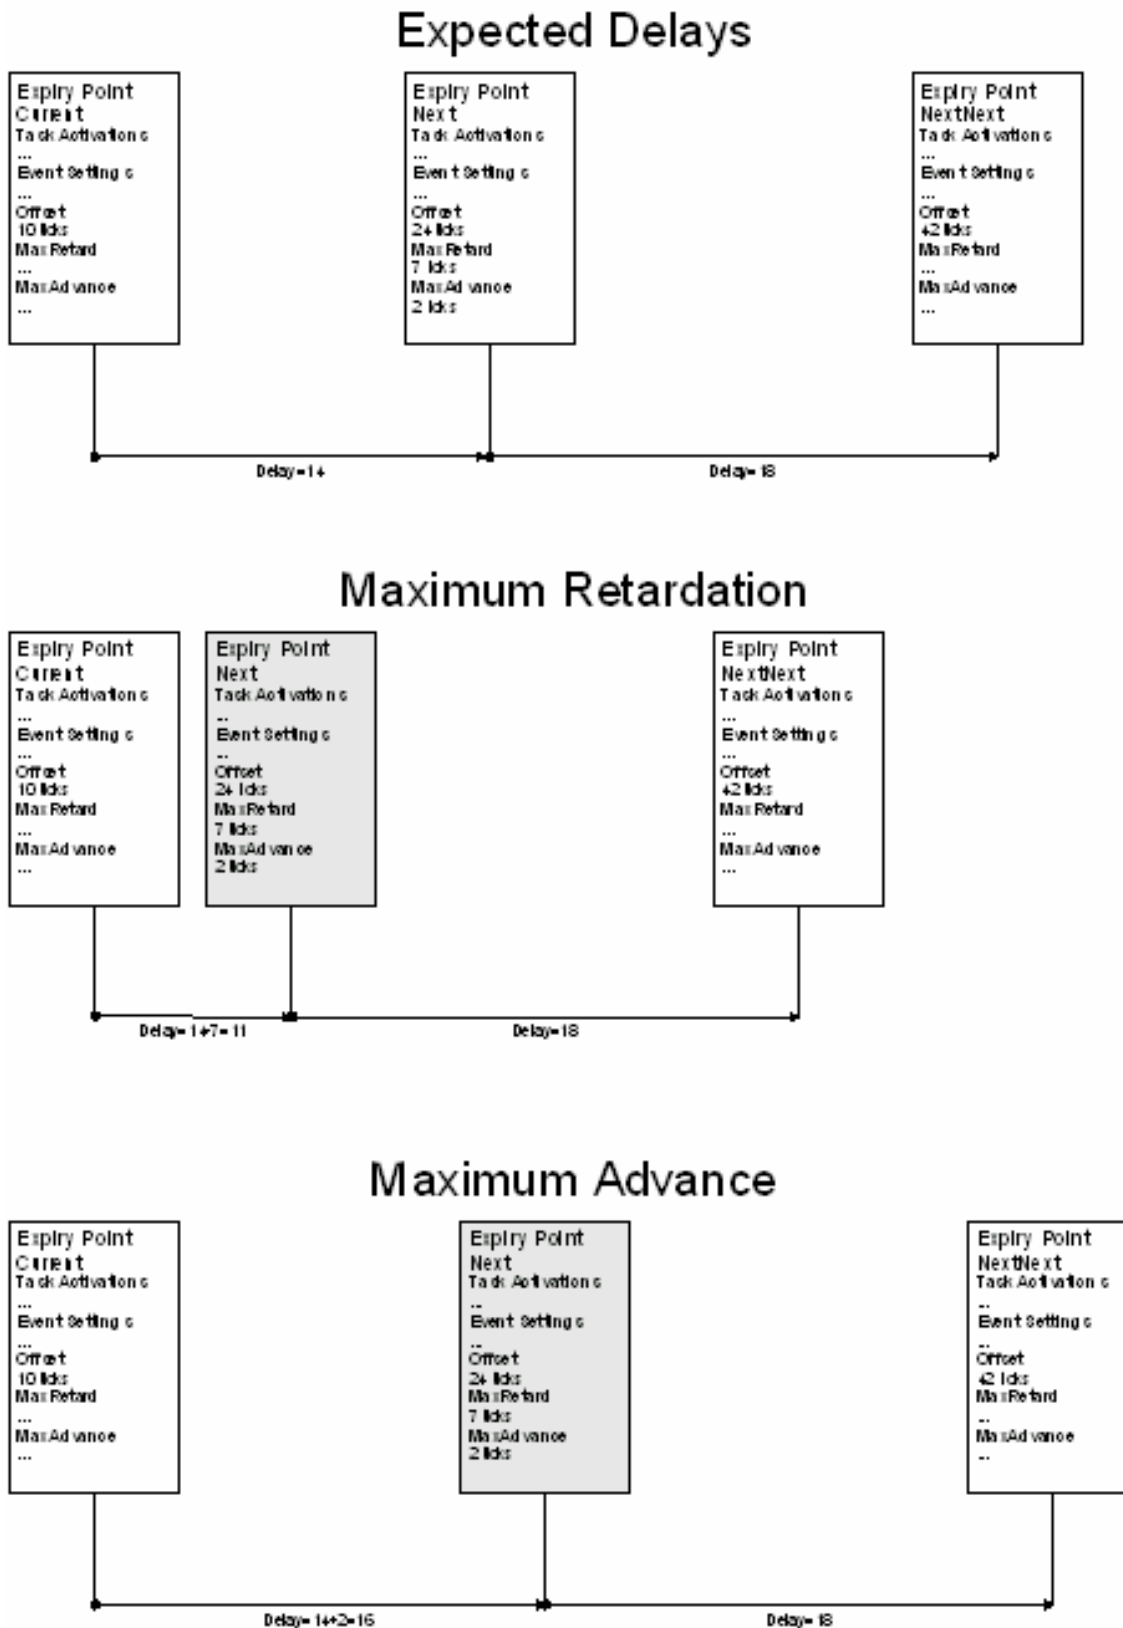 Expected Delays
Expiry Point
Current
Task Activations
...
Event Settings
...
Offset
10 ticks
MaxRetard
...
MaxAdvance
...
Expiry Point
Next
Task Activations
...
Event Settings
...
Offset
24 ticks
MaxRetard
7 ticks
MaxAdvance
2 ticks
Expiry Point
NextNext
Task Activations
...
Event Settings
...
Offset
42 ticks
MaxRetard
...
MaxAdvance
...
Delay=14
Delay=18
Maximum Retardation
Expiry Point
Current
Task Activations
...
Event Settings
...
Offset
10 ticks
MaxRetard
...
MaxAdvance
...
Expiry Point
Next
Task Activations
...
Event Settings
...
Offset
24 ticks
MaxRetard
7 ticks
MaxAdvance
2 ticks
Expiry Point
NextNext
Task Activations
...
Event Settings
...
Offset
42 ticks
MaxRetard
...
MaxAdvance
...
Delay=14-7=11
Delay=18
Maximum Advance
Expiry Point
Current
Task Activations
...
Event Settings
...
Offset
10 ticks
MaxRetard
...
MaxAdvance
...
Expiry Point
Next
Task Activations
...
Event Settings
...
Offset
24 ticks
MaxRetard
7 ticks
MaxAdvance
2 ticks
Expiry Point
NextNext
Task Activations
...
Event Settings
...
Offset
42 ticks
MaxRetard
...
MaxAdvance
...
Delay=14+2=16
Delay=18